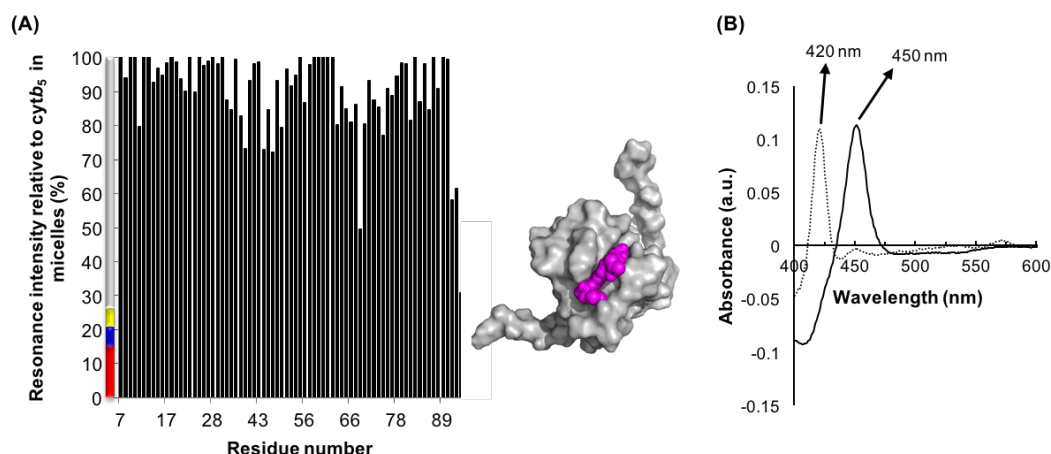 (A)
Resonance intensity relative to cytb5 in
micelles (%)
100
90
80
70
60
50
40
30
20
10
0
7 17 28 43 56 66 78 89
Residue number
(B)
420 nm
450 nm
Absorbance (a.u.)
0.15
0.1
0.05
0
-0.05
-0.1
-0.15
400 450 500 550 600
Wavelength (nm)